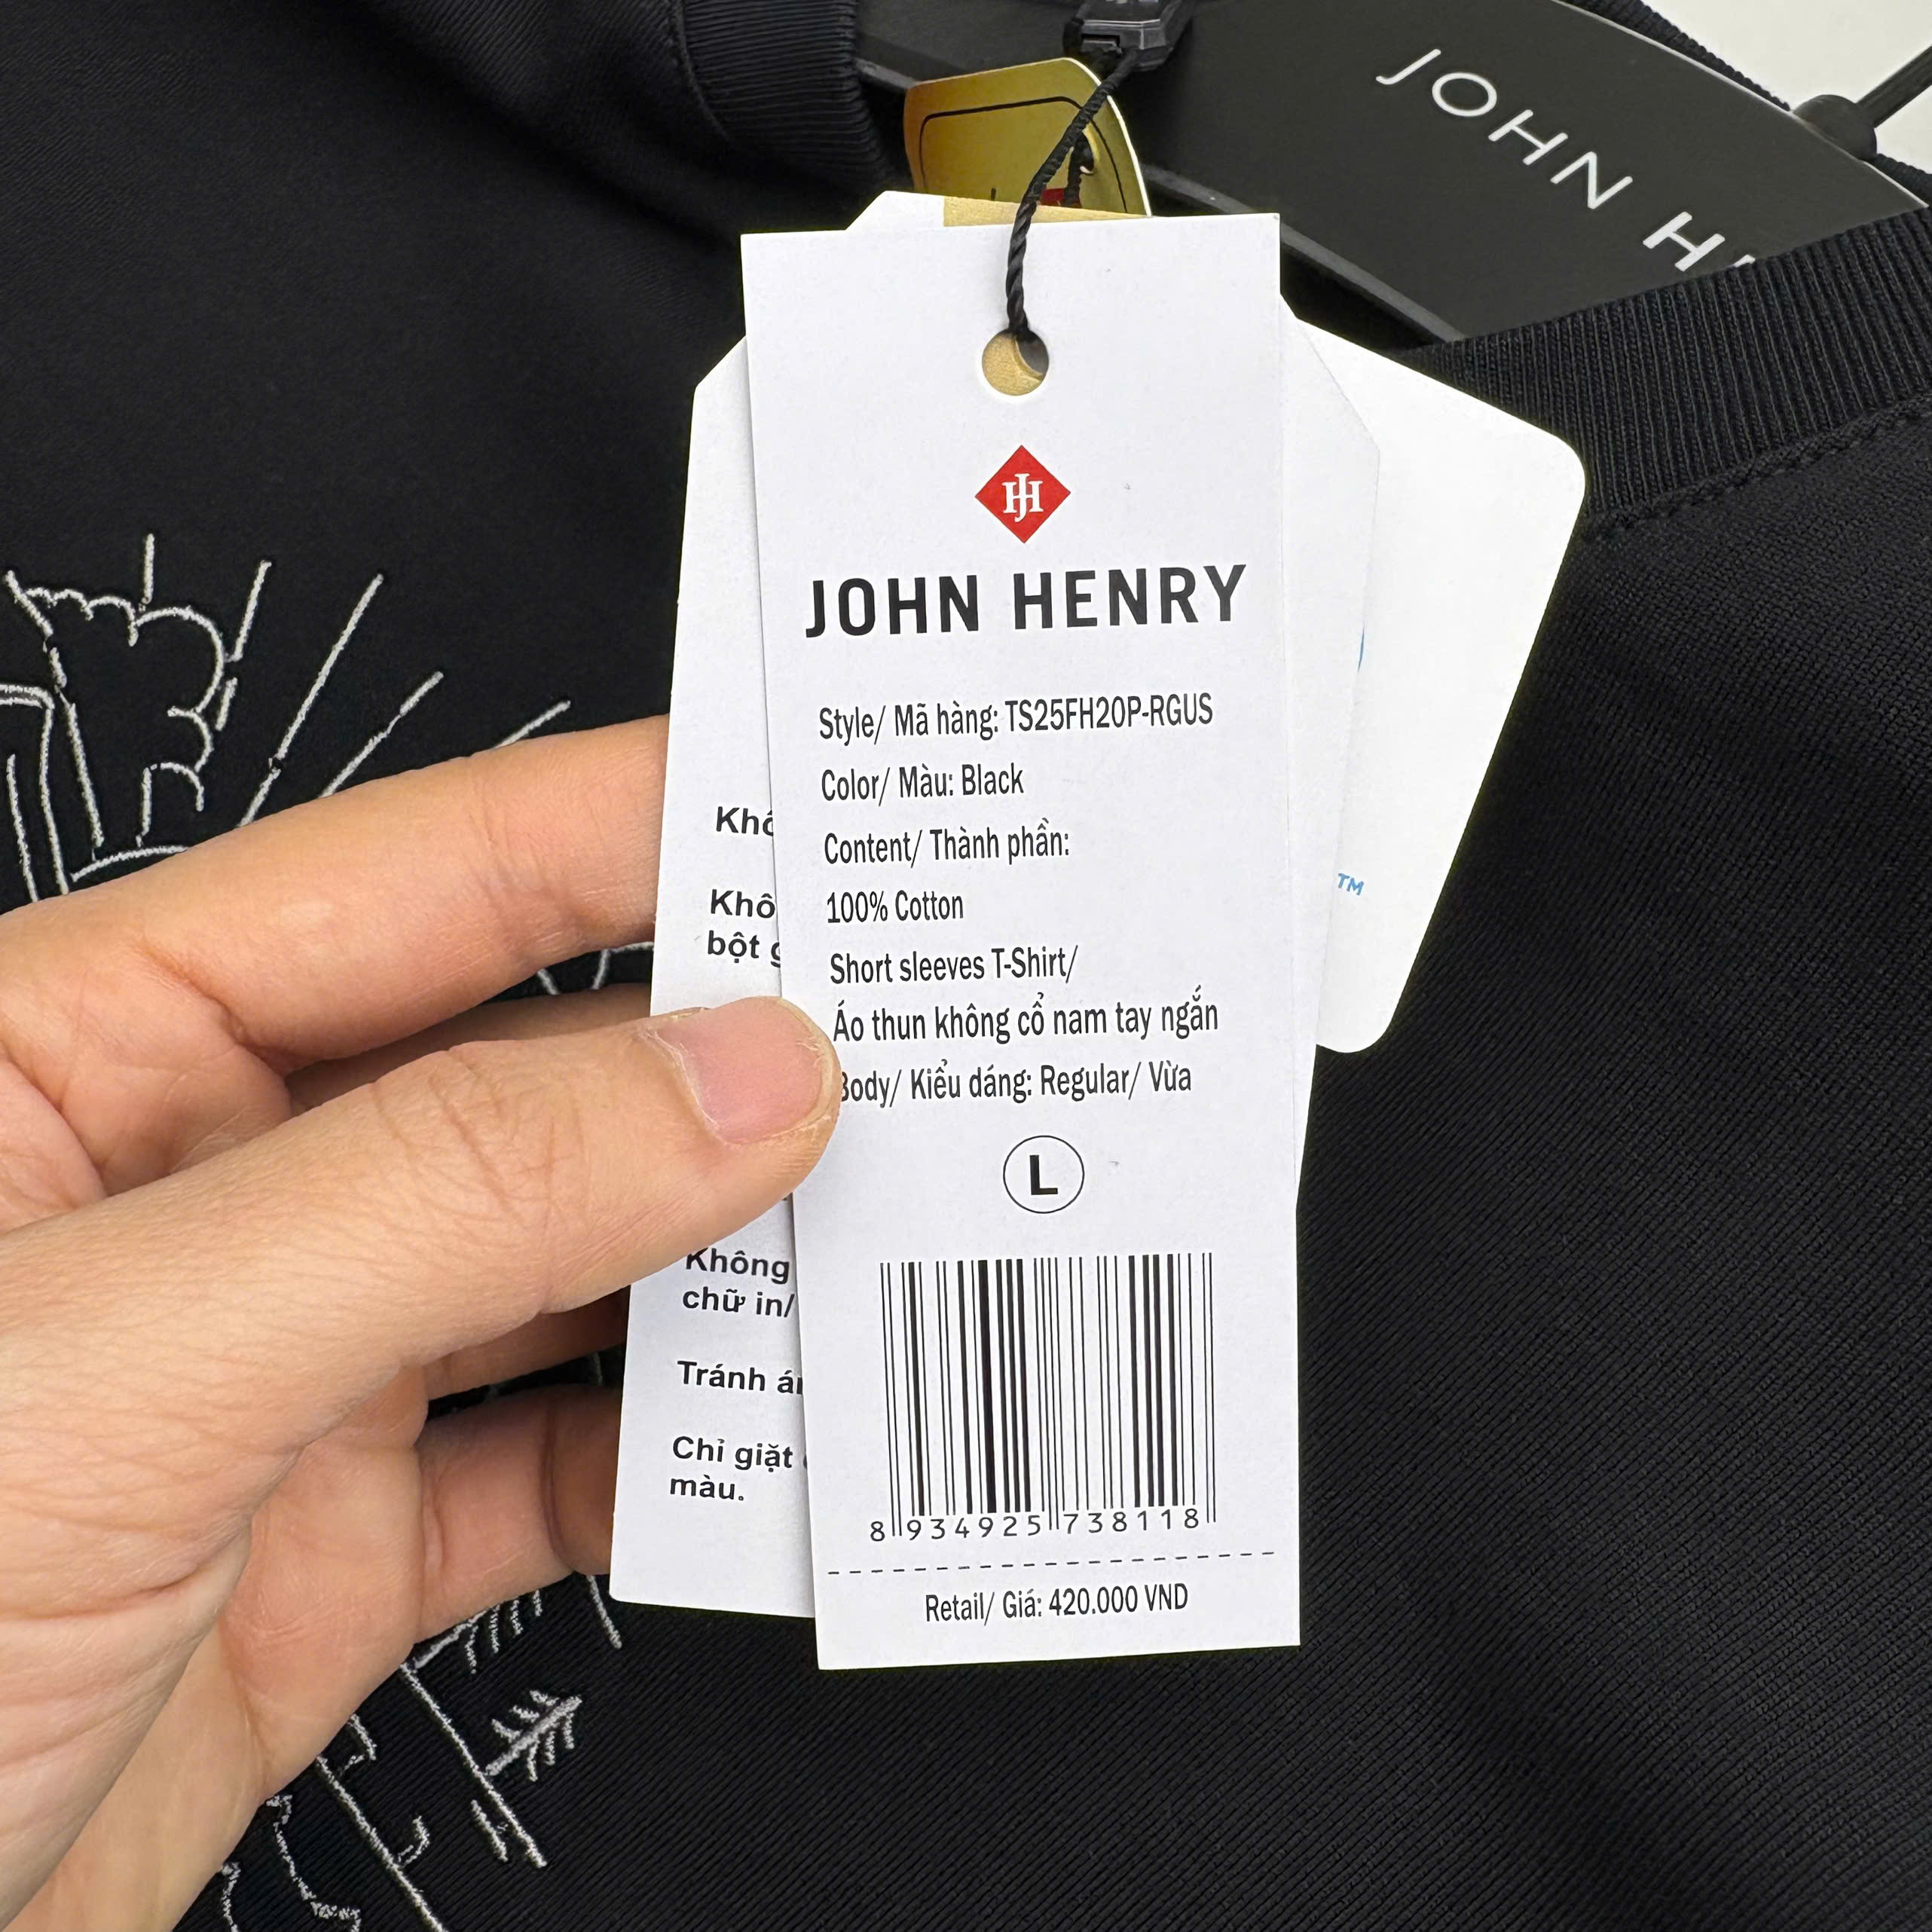 JOHN
JH
JOHN HENRY
Style/ Mã hàng: TS25FH20P-RGUS
Color/ Màu: Black
Content/ Thành phần:
100% Cotton
Short sleeves T-Shirt/
Áo thun không cổ nam tay ngắn
Body/ Kiểu dáng: Regular/ Vừa
L
8 934925 738118
Retail/ Giá: 420.000 VND
bột
Không
chữ in/
Tránh
Chỉ giặt
màu.
TM